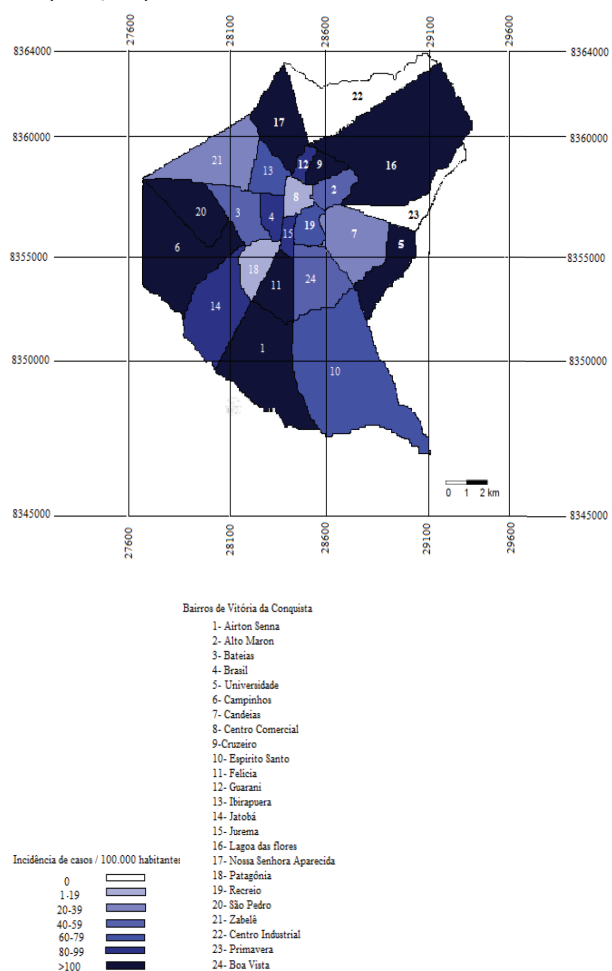 27600 28100 28600 29100 29600
8364000 8364000
22
17
8360000 8360000
12 9
21 13 16
2
8
20 3 4 23
19
15 7 5
6
8355000 8355000
18
11 24
14
1
8350000 8350000
10
0 1 2 km
8345000 8345000
27600 28100 28600 29100 29600
Bairros de Vitória da Conquista
1- Airton Senna
2- Alto Maron
3- Bateias
4- Brasil
5- Universidade
6- Campinhos
7- Candeias
8- Centro Comercial
9-Cruzeiro
10- Espirito Santo
11- Felicia
12- Guarani
13- Ibirapuera
14- Jatobá
15- Jurema
16- Lagoa das flores
17- Nossa Senhora Aparecida
18- Patagônia
19- Recreio
20- São Pedro
21- Zabelê
22- Centro Industrial
23- Primavera
24- Boa Vista
Incidência de casos / 100.000 habitantes
0
1-19
20-39
40-59
60-79
80-99
>100